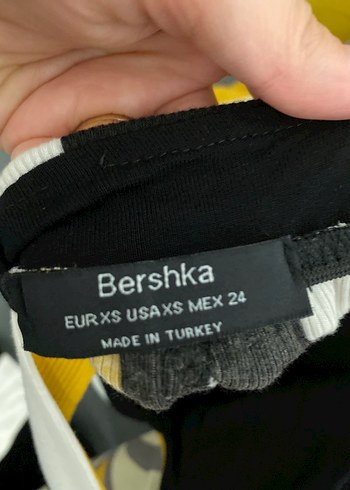 Bershka
EUR XS USA XS MEX 24
MADE IN TURKEY